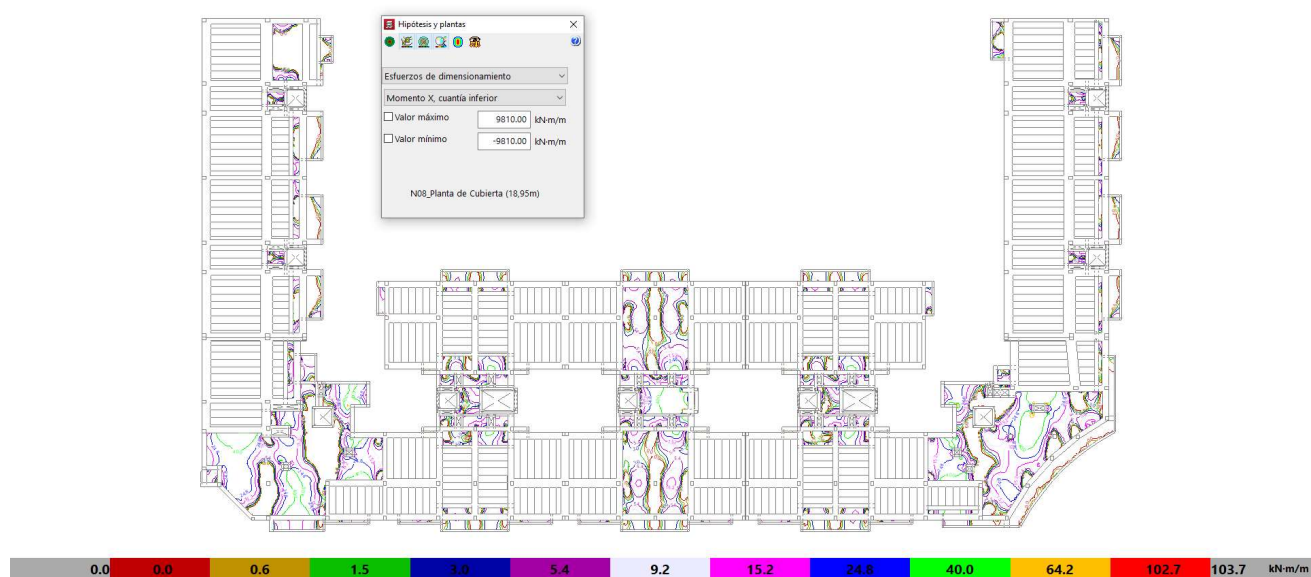 Hipótesis y plantas
Esfuerzos de dimensionamiento
Momento X, cuantía inferior
Valor máximo 9810.00 kN·m/m
Valor mínimo -9810.00 kN·m/m
N08_Planta de Cubierta (18,95m)
0.0 0.0 0.6 1.5 3.0 5.4 9.2 15.2 24.8 40.0 64.2 102.7 103.7 kN·m/m